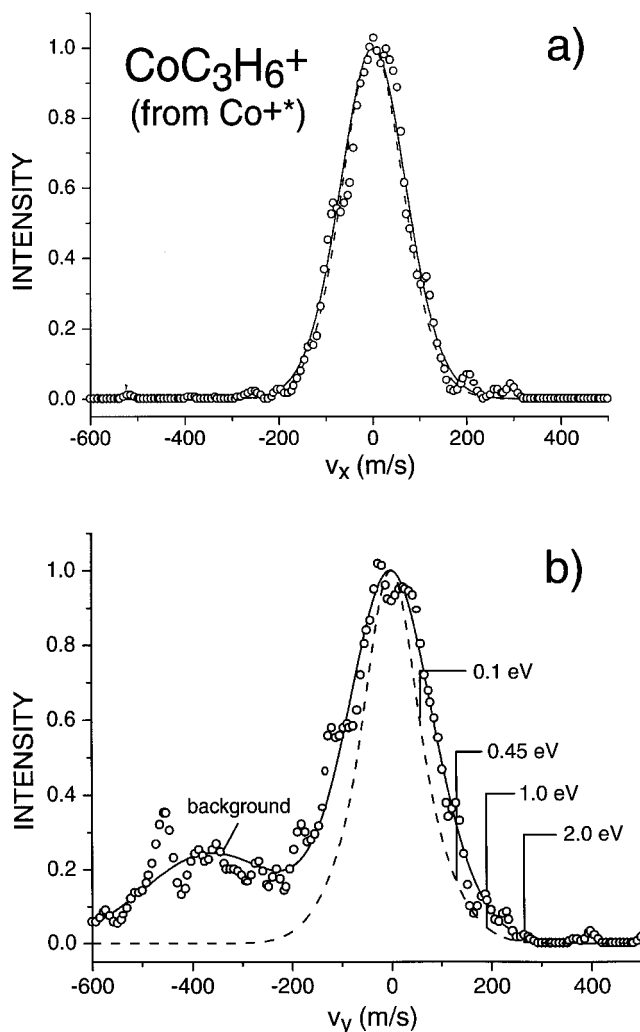 a)
CoC3H6+
(from Co+*)
INTENSITY
1.0
0.8
0.6
0.4
0.2
0.0
-600 -400 -200 0 200 400
vx (m/s)
b)
INTENSITY
1.0
0.8
0.6
0.4
0.2
0.0
0.1 eV
0.45 eV
1.0 eV
2.0 eV
background
-600 -400 -200 0 200 400
vy (m/s)